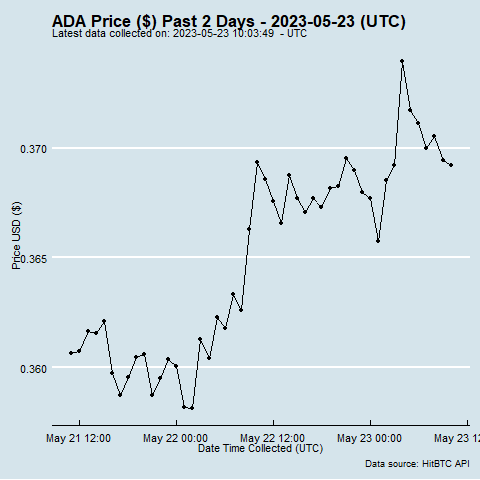 ADA Price ($) Past 2 Days - 2023-05-23 (UTC)
Latest data collected on: 2023-05-23 10:03:49 - UTC
0.370
0.365
0.360
Price USD ($)
May 21 12:00 May 22 00:00 May 22 12:00 May 23 00:00 May 23 12
Date Time Collected (UTC)
Data source: HitBTC API